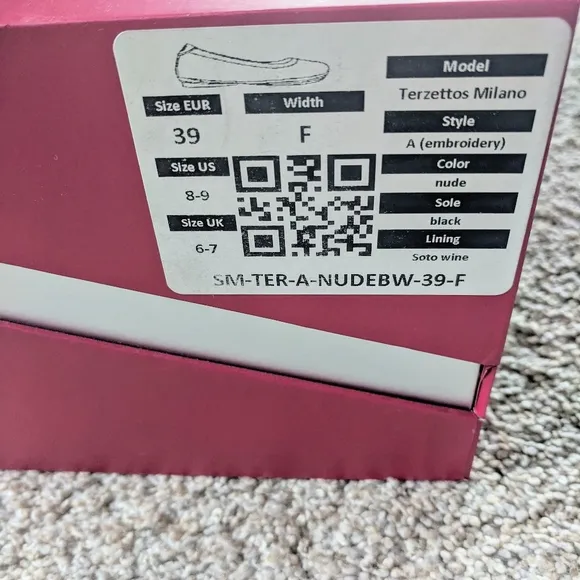 Size EUR
Width
39
F
Size US
8-9
Size UK
6-7
Model
Terzettos Milano
Style
A (embroidery)
Color
nude
Sole
black
Lining
Soto wine
SM-TER-A-NUDEBW-39-F